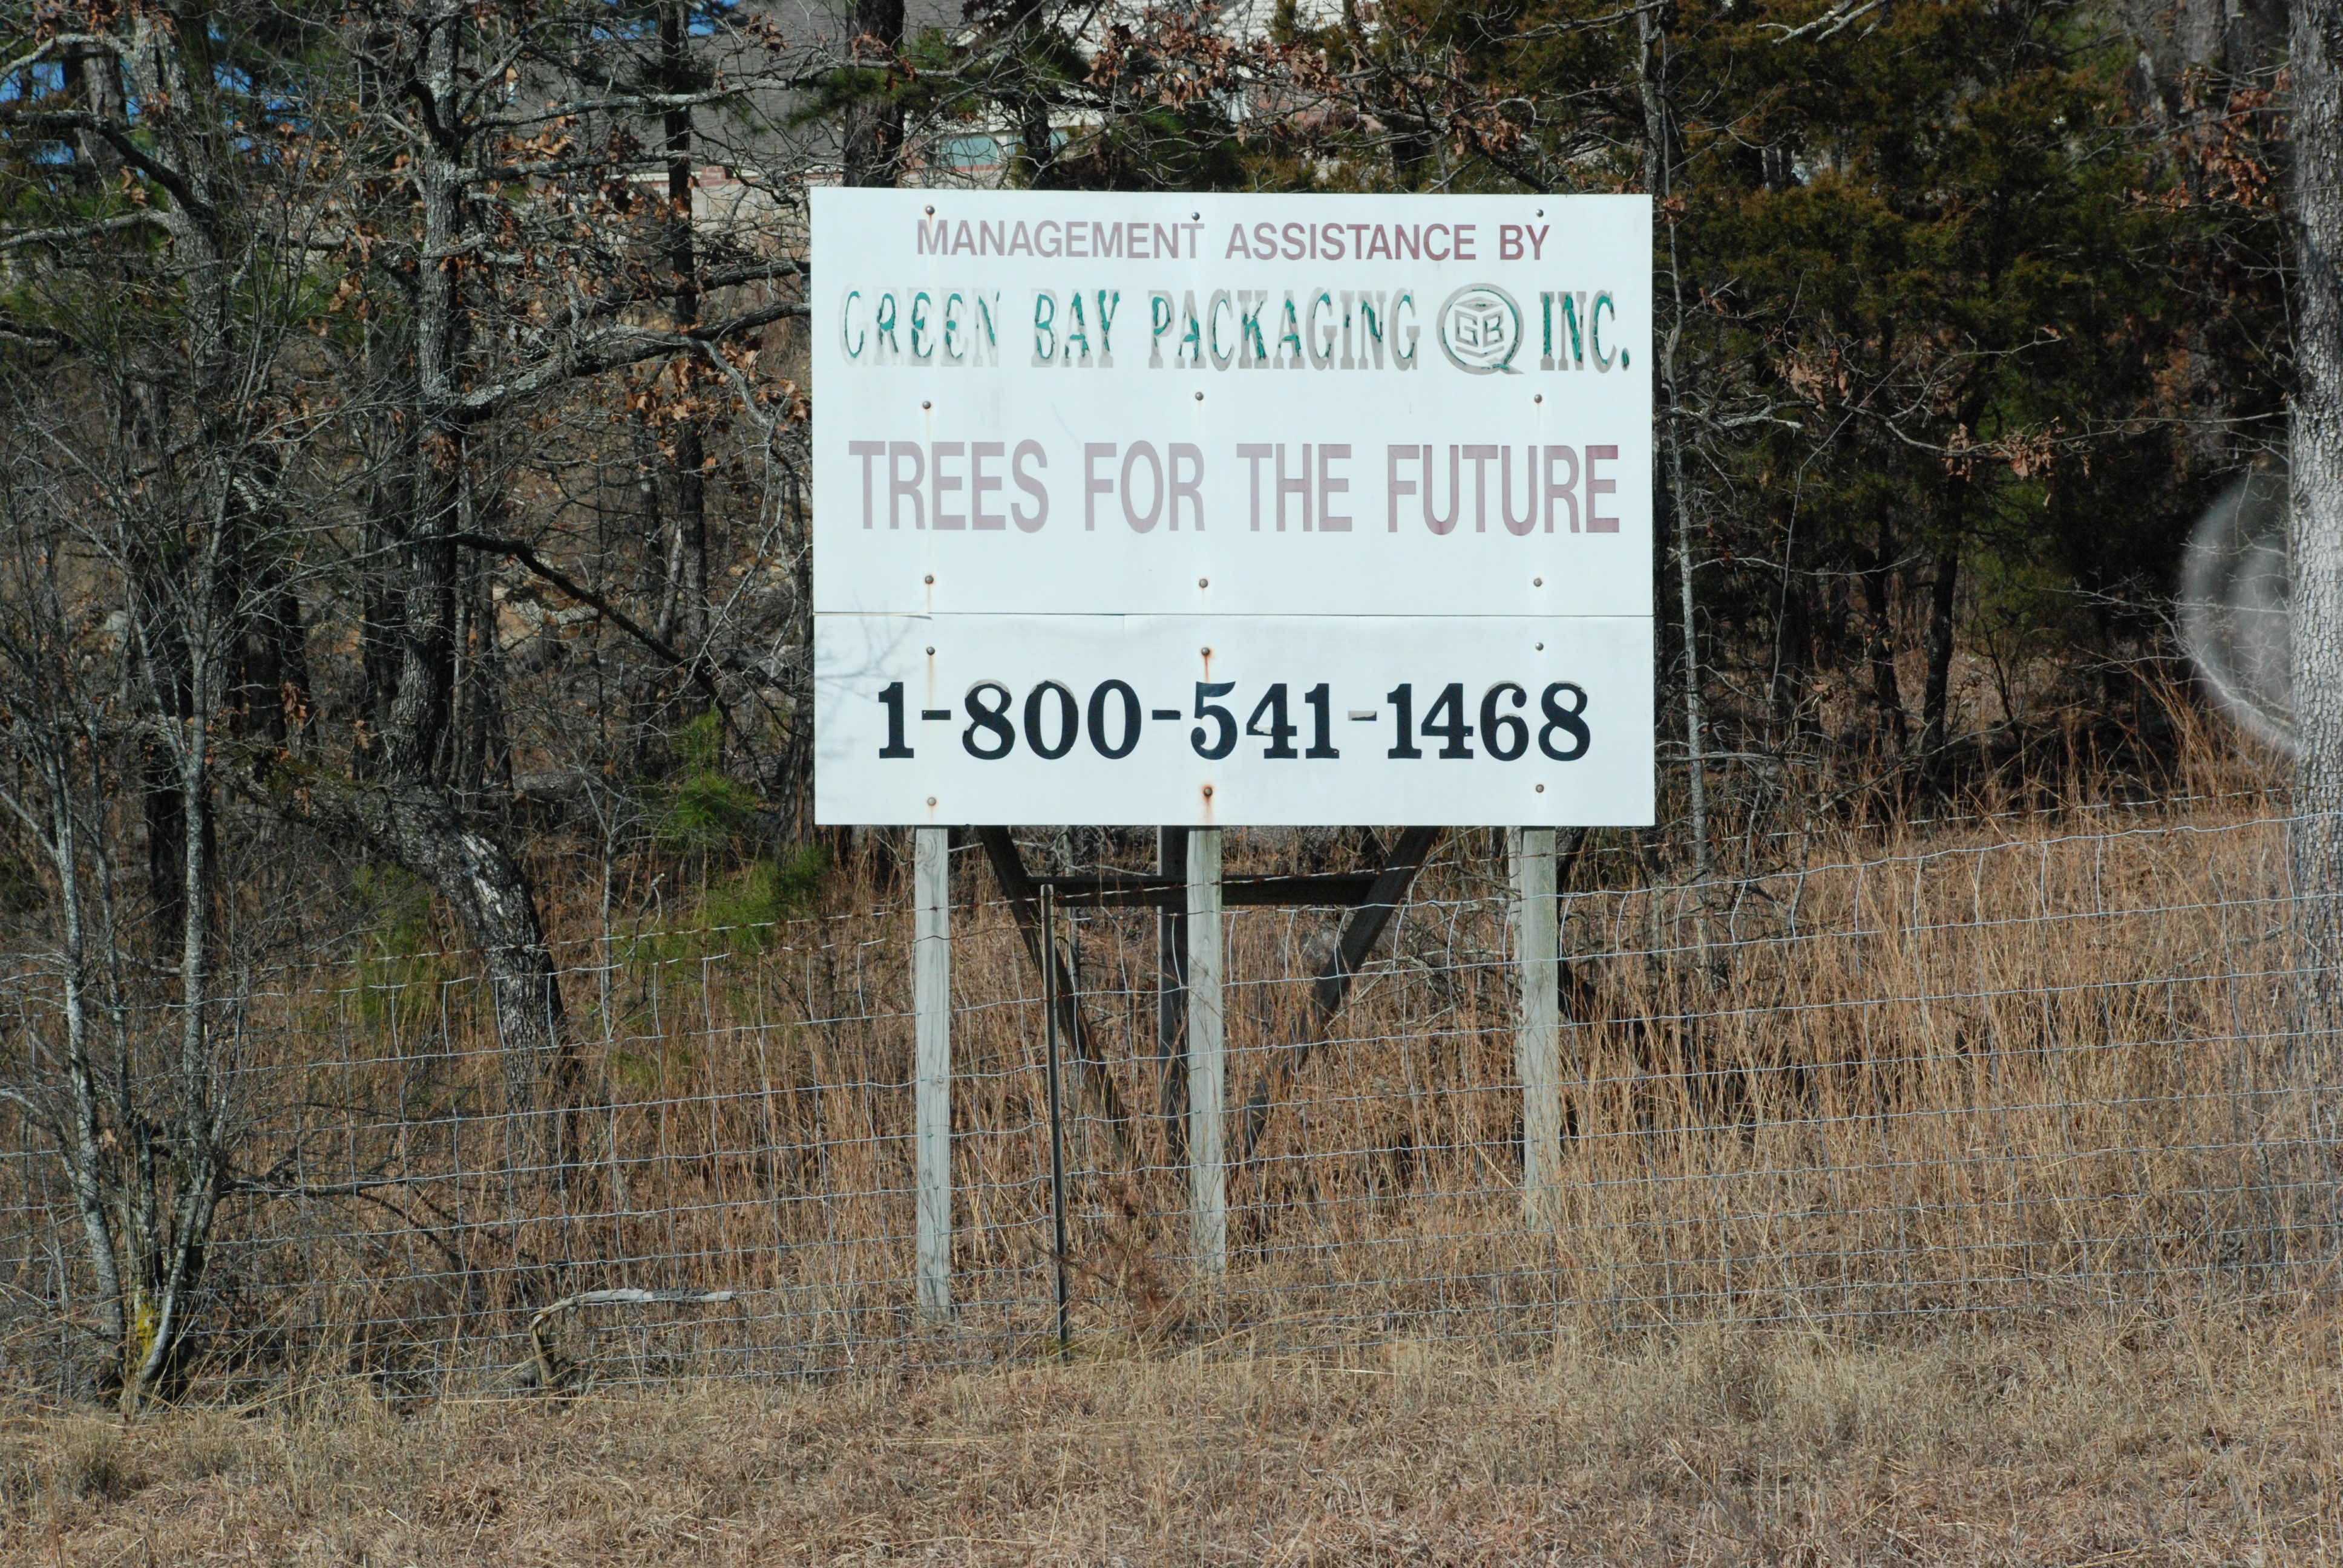 MANAGEMENT ASSISTANCE BY
GREEN BAY PACKAGING GB INC.
TREES FOR THE FUTURE
1-800-541-1468